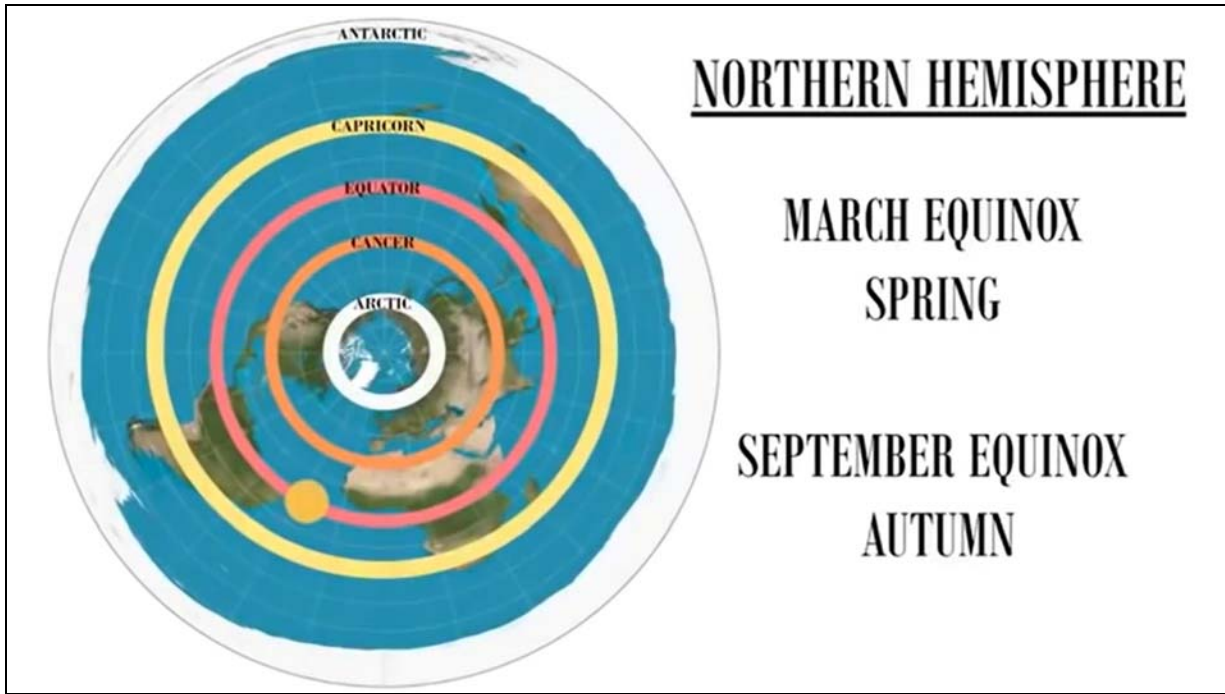 ANTARCTIC
CAPRICORN
EQUATOR
CANCER
ARCTIC
NORTHERN HEMISPHERE
MARCH EQUINOX
SPRING
SEPTEMBER EQUINOX
AUTUMN